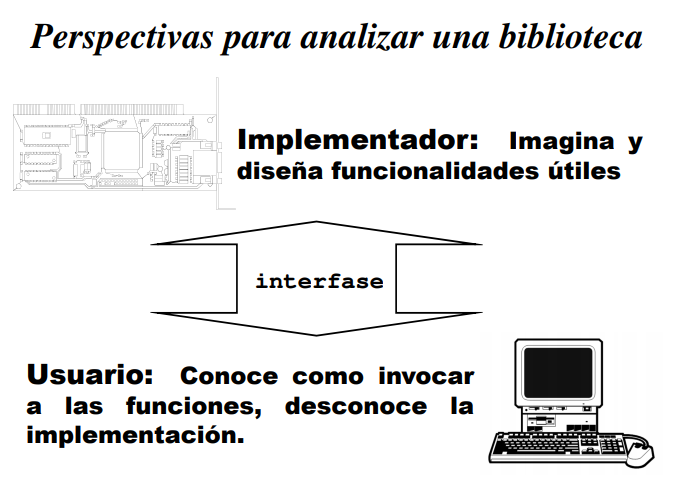 Perspectivas para analizar una biblioteca
Implementador: Imagina y
diseña funcionalidades útiles
interfase
Usuario: Conoce como invocar
a las funciones, desconoce la
implementación.